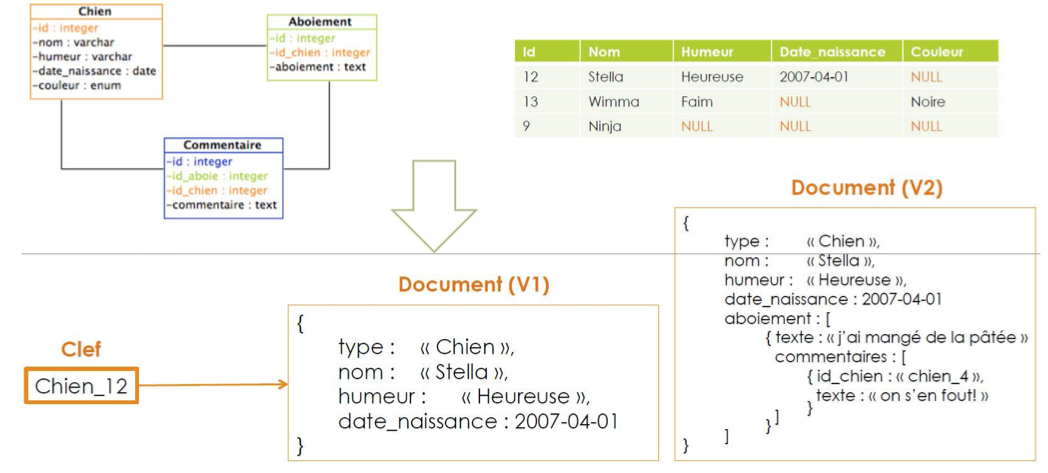 Chien
-id : integer
-nom : varchar
-humeur : varchar
-date_naissance : date
-couleur : enum
Aboiement
-id : integer
-id_chien : integer
-aboiement : text
Commentaire
-id : integer
-id_aboie : integer
-id_chien : integer
-commentaire : text
Id Nom Humeur Date_naissance Couleur
12 Stella Heureuse 2007-04-01 NULL
13 Wimma Faim NULL Noire
9 Ninja NULL NULL NULL
Clef
Chien_12
Document (V1)
{
type : « Chien »,
nom : « Stella »,
humeur : « Heureuse »,
date_naissance : 2007-04-01
}
Document (V2)
{
type : « Chien »,
nom : « Stella »,
humeur : « Heureuse »,
date_naissance : 2007-04-01
aboiement : [
{ texte : « j'ai mangé de la pâtée »
commentaires : [
{ id_chien : « chien_4 »,
texte : « on s'en fout! »
}
]
}
]
}